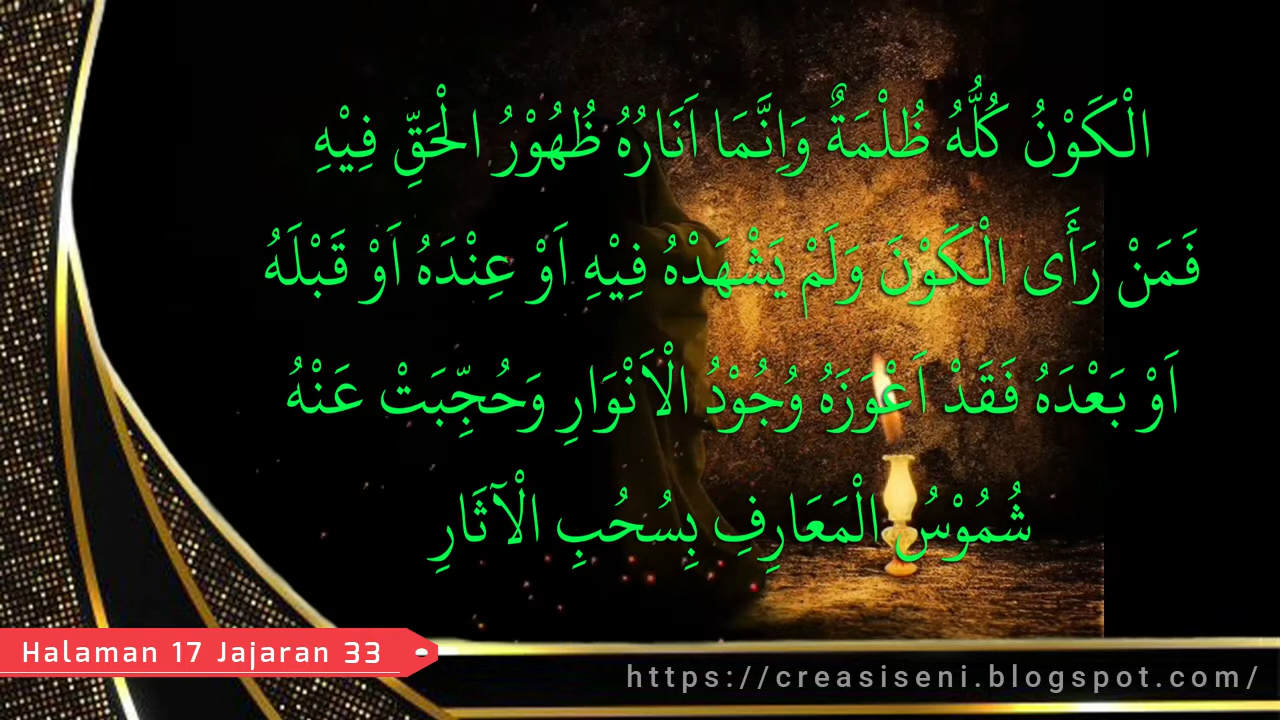 الْكَوْنُ كُلُّهُ ظُلْمَةٌ وَاِنَّمَا اَنَارُهُ ظُهُوْرُ الْحَقِّ فِيْهِ
فَمَنْ رَأَى الْكَوْنَ وَلَمْ يَشْهَدْهُ فِيْهِ اَوْ عِنْدَهُ اَوْ قَبْلَهُ
اَوْ بَعْدَهُ فَقَدْ اَعْوَزَهُ وُجُوْدُ الْاَنْوَارِ وَحُجِّبَتْ عَنْهُ
شُمُوْسُ الْمَعَارِفِ بِسُحُبِ الْآثَارِ
Halaman 17 Jajaran 33
https://creasiseni.blogspot.com/